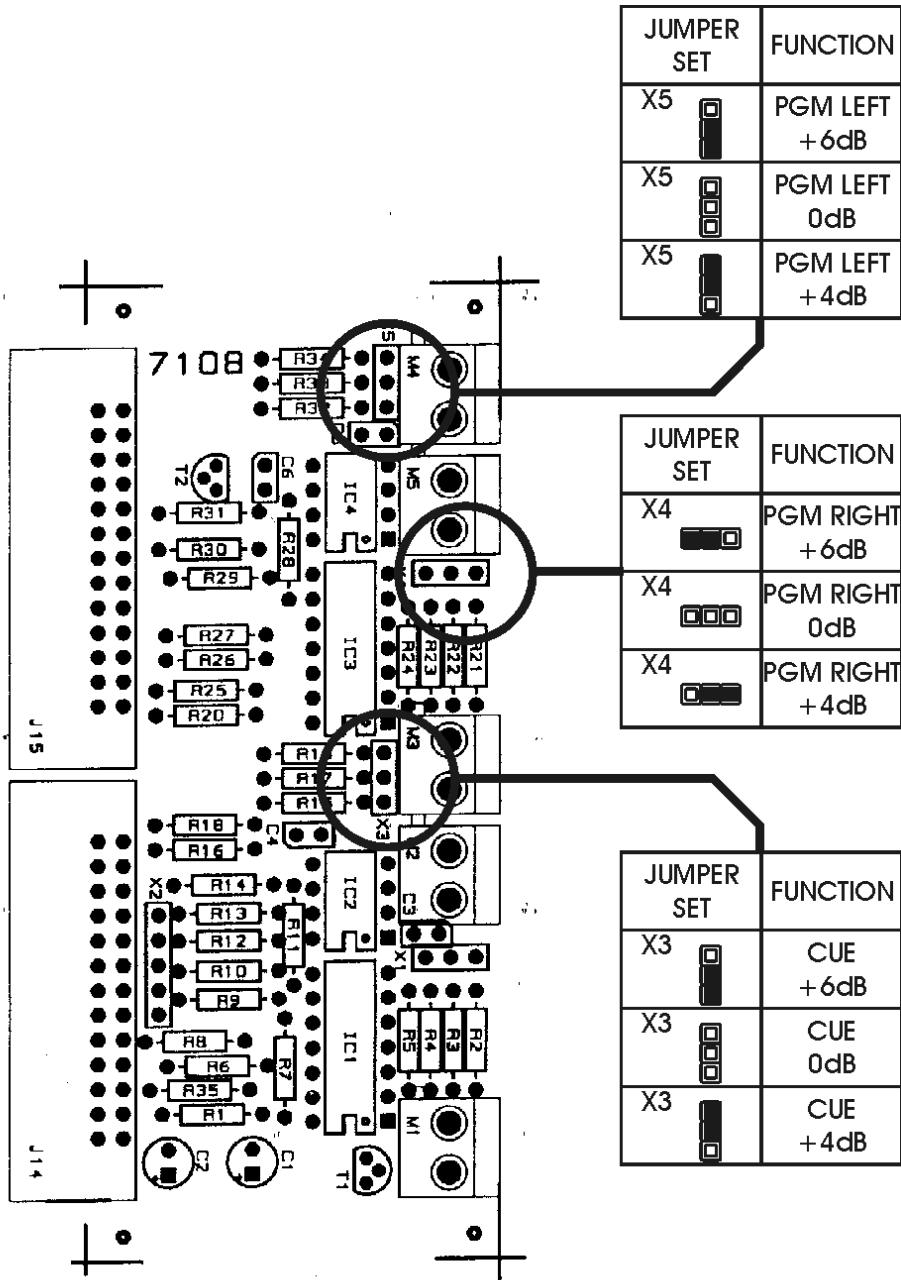 JUMPER SET
FUNCTION
X5
PGM LEFT
+6dB
X5
PGM LEFT
0dB
X5
PGM LEFT
+4dB
JUMPER SET
FUNCTION
X4
PGM RIGHT
+6dB
X4
PGM RIGHT
0dB
X4
PGM RIGHT
+4dB
JUMPER SET
FUNCTION
X3
CUE
+6dB
X3
CUE
0dB
X3
CUE
+4dB
7108
M4
T2
C6
IC4
M5
R31
R30
R28
R29
R27
R26
IC3
R24
R23
R22
R21
R25
R20
J15
M3
R17
X3
R18
C4
R16
IC2
C3
X2
R14
R13
R11
R12
X1
R10
R9
R8
R7
IC1
R5
R4
R3
R2
R6
R35
R1
M1
J14
C2
C1
T1